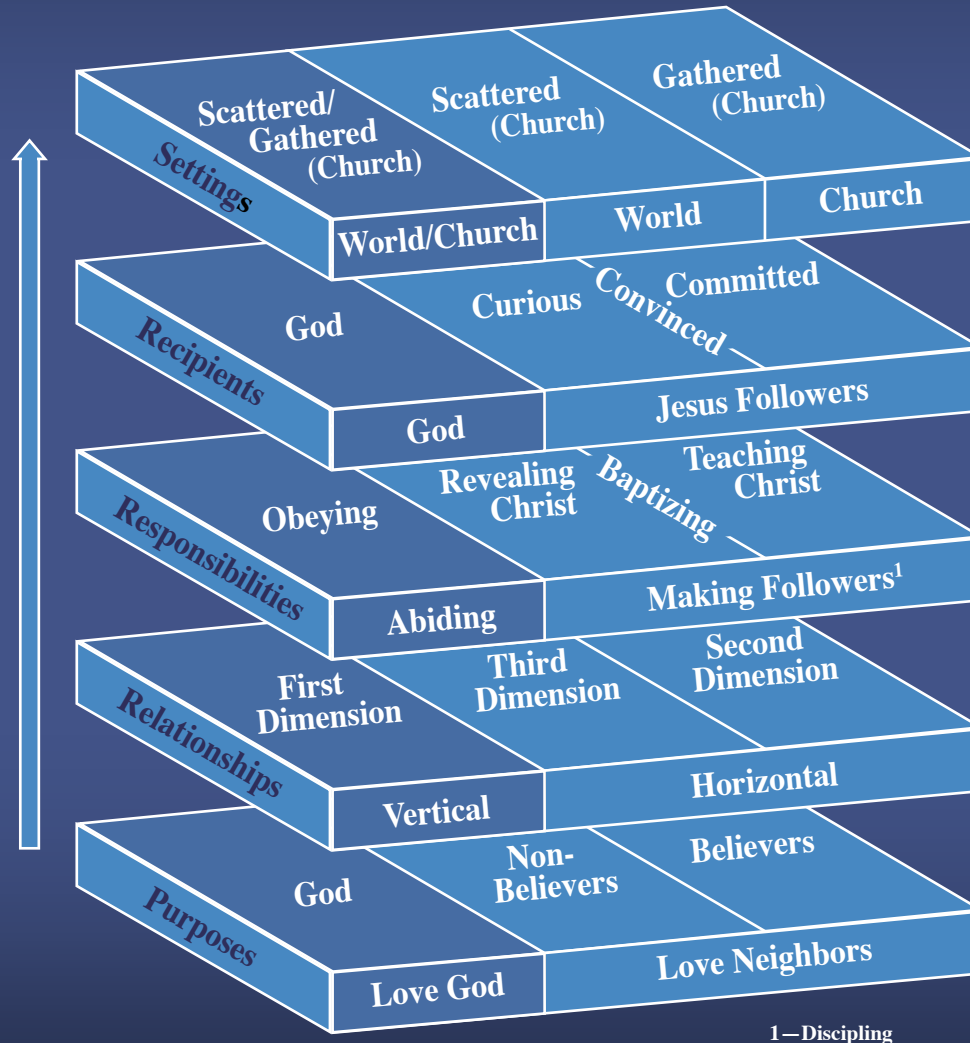 Scattered/
Gathered
(Church)
Scattered
(Church)
Gathered
(Church)
Settings
World/Church
World
Church
God
Curious
Convinced
Committed
Recipients
God
Jesus Followers
Obeying
Revealing
Christ
Baptizing
Teaching
Christ
Responsibilities
Abiding
Making Followers¹
First
Dimension
Third
Dimension
Second
Dimension
Relationships
Vertical
Horizontal
God
Non-
Believers
Believers
Purposes
Love God
Love Neighbors
1—Discipling